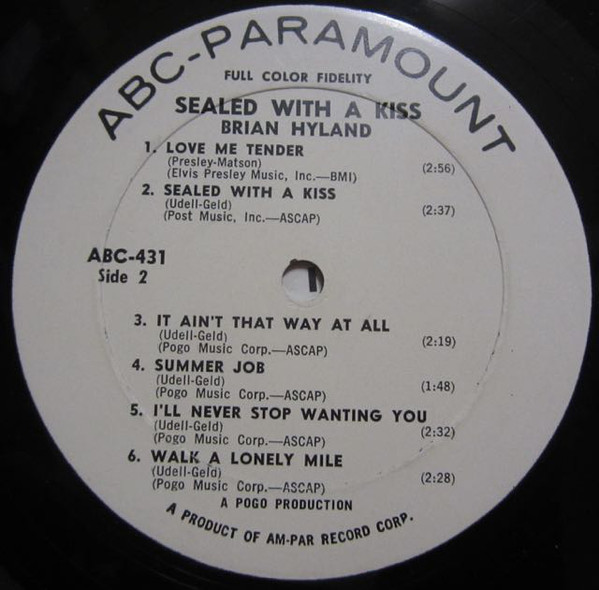 ABC-PARAMOUNT
FULL COLOR FIDELITY
SEALED WITH A KISS
BRIAN HYLAND
1. LOVE ME TENDER
(Presley-Matson)
(Elvis Presley Music, Inc.—BMI) (2:56)
2. SEALED WITH A KISS
(Udell-Geld)
(Post Music, Inc.—ASCAP) (2:37)
ABC-431
Side 2
3. IT AIN'T THAT WAY AT ALL
(Udell-Geld)
(Pogo Music Corp.—ASCAP) (2:19)
4. SUMMER JOB
(Udell-Geld)
(Pogo Music Corp.—ASCAP) (1:48)
5. I'LL NEVER STOP WANTING YOU
(Udell-Geld)
(Pogo Music Corp.—ASCAP) (2:32)
6. WALK A LONELY MILE
(Udell-Geld)
(Pogo Music Corp.—ASCAP) (2:28)
A POGO PRODUCTION
A PRODUCT OF AM-PAR RECORD CORP.